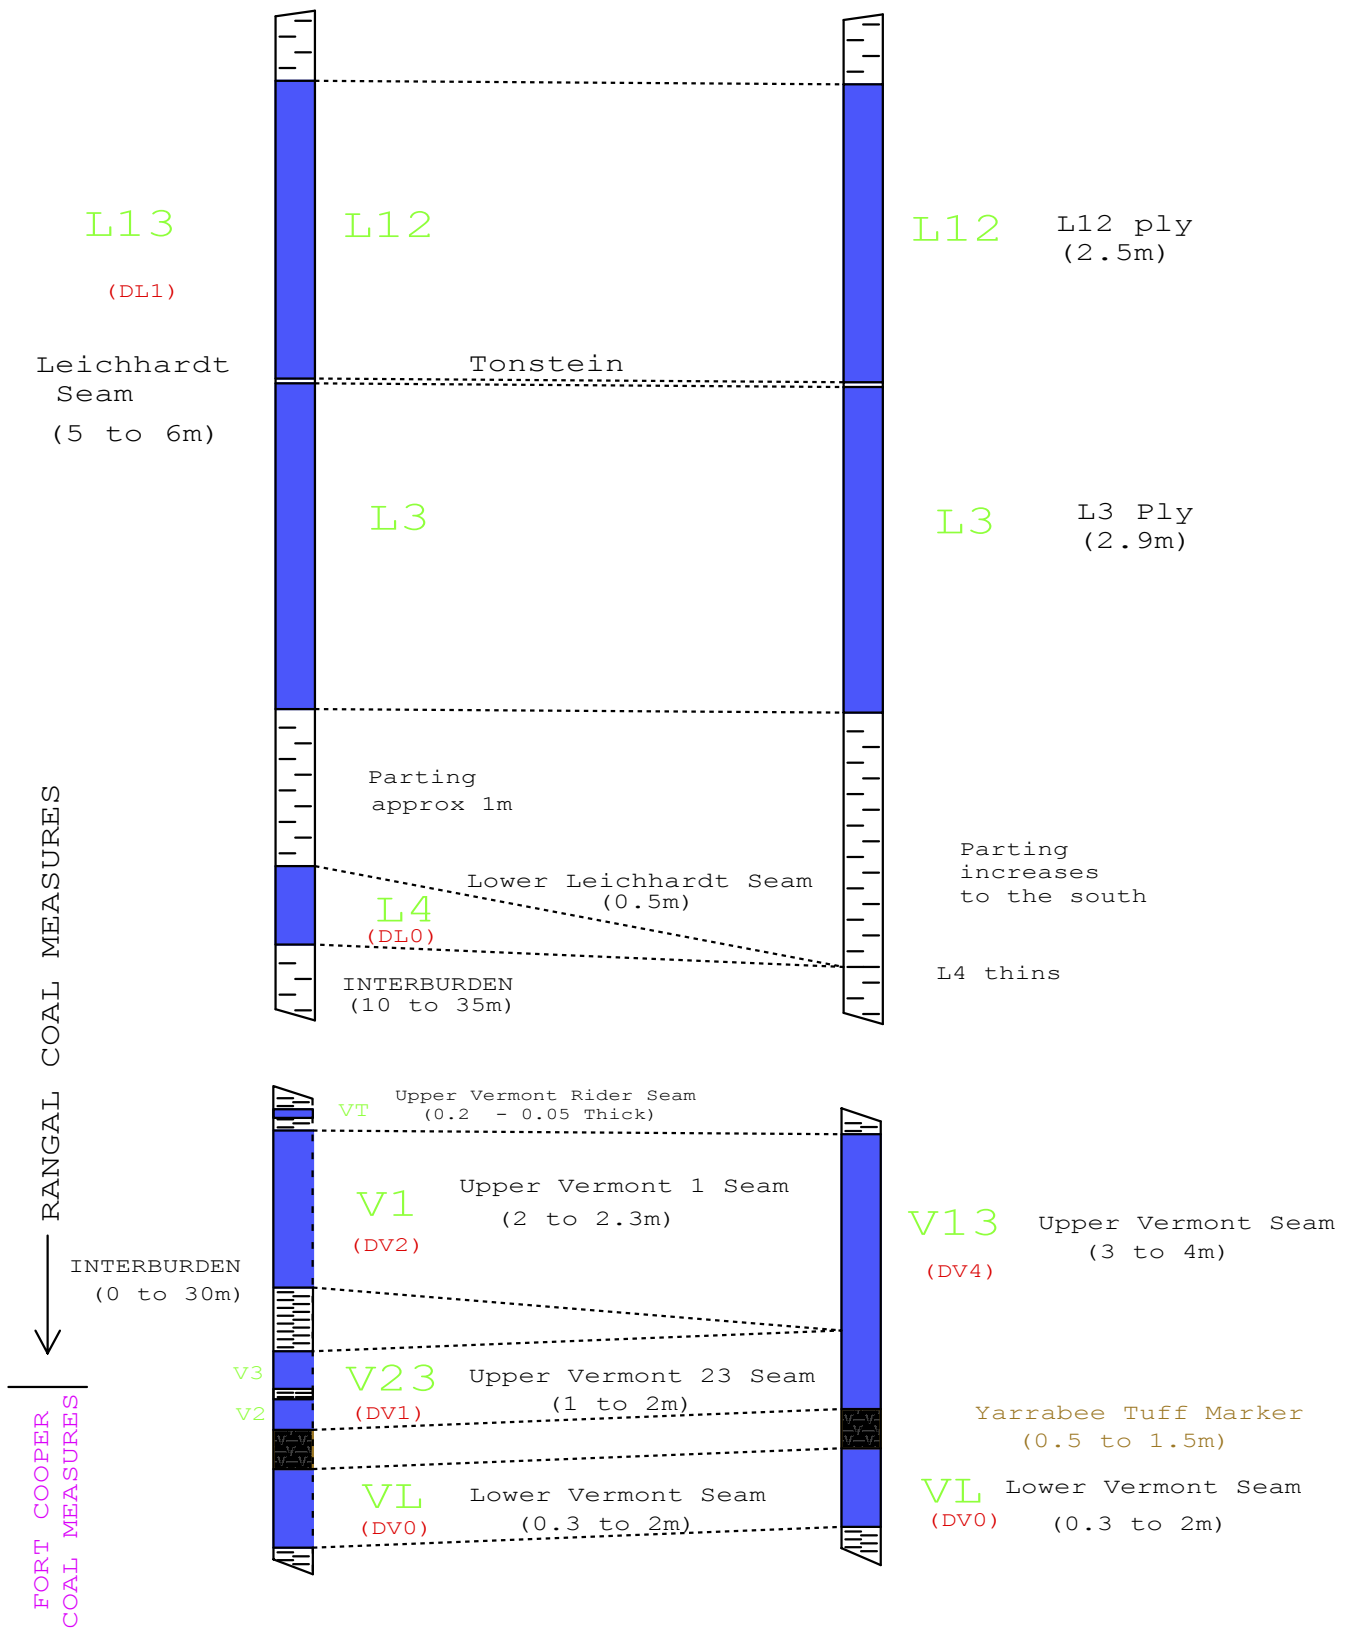 L13
(DL1)
Leichhardt
Seam
(5 to 6m)
L12
L12
L12 ply
(2.5m)
Tonstein
L3
L3
L3 Ply
(2.9m)
Parting
approx 1m
Lower Leichhardt Seam
(0.5m)
L4
(DL0)
INTERBURDEN
(10 to 35m)
Parting
increases
to the south
L4 thins
RANGAL COAL MEASURES
VT
Upper Vermont Rider Seam
(0.2 - 0.05 Thick)
V1
(DV2)
Upper Vermont 1 Seam
(2 to 2.3m)
V13
(DV4)
Upper Vermont Seam
(3 to 4m)
INTERBURDEN
(0 to 30m)
V3
V2
V23
(DV1)
Upper Vermont 23 Seam
(1 to 2m)
Yarrabee Tuff Marker
(0.5 to 1.5m)
VL
(DV0)
Lower Vermont Seam
(0.3 to 2m)
VL
(DV0)
Lower Vermont Seam
(0.3 to 2m)
FORT COOPER
COAL MEASURES